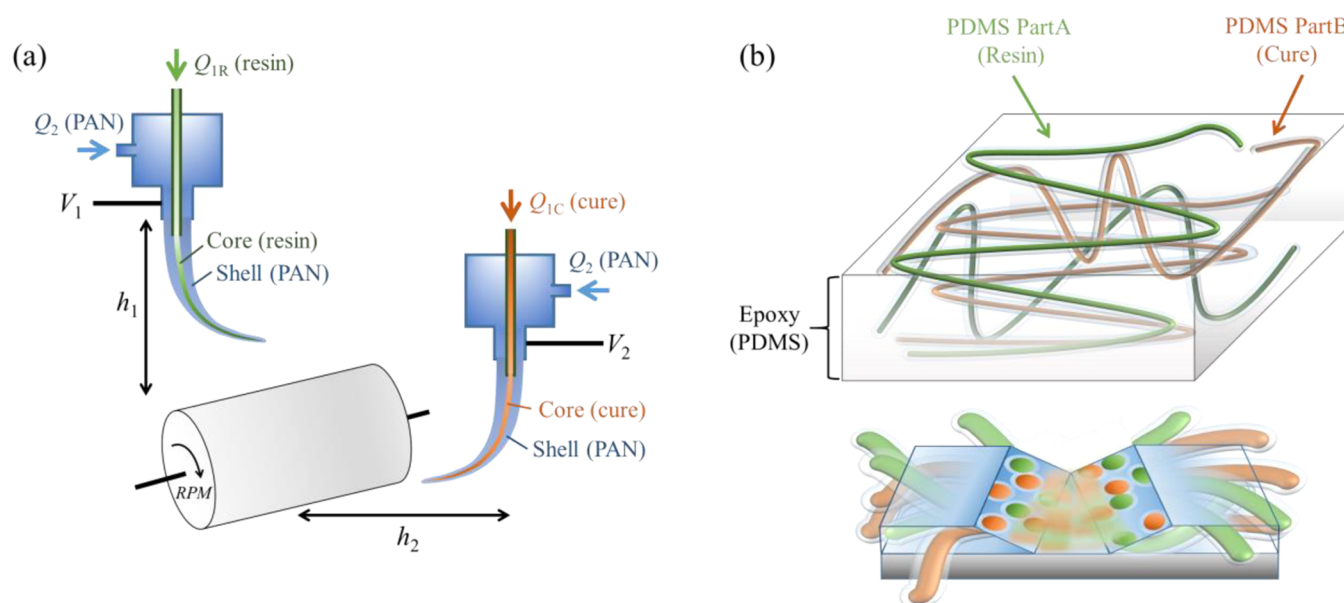 (a)
Q1R (resin)
Q2 (PAN)
V1
Core (resin)
Shell (PAN)
h1
RPM
Q1C (cure)
Q2 (PAN)
V2
Core (cure)
Shell (PAN)
h2
(b)
PDMS PartA
(Resin)
PDMS PartB
(Cure)
Epoxy
(PDMS)